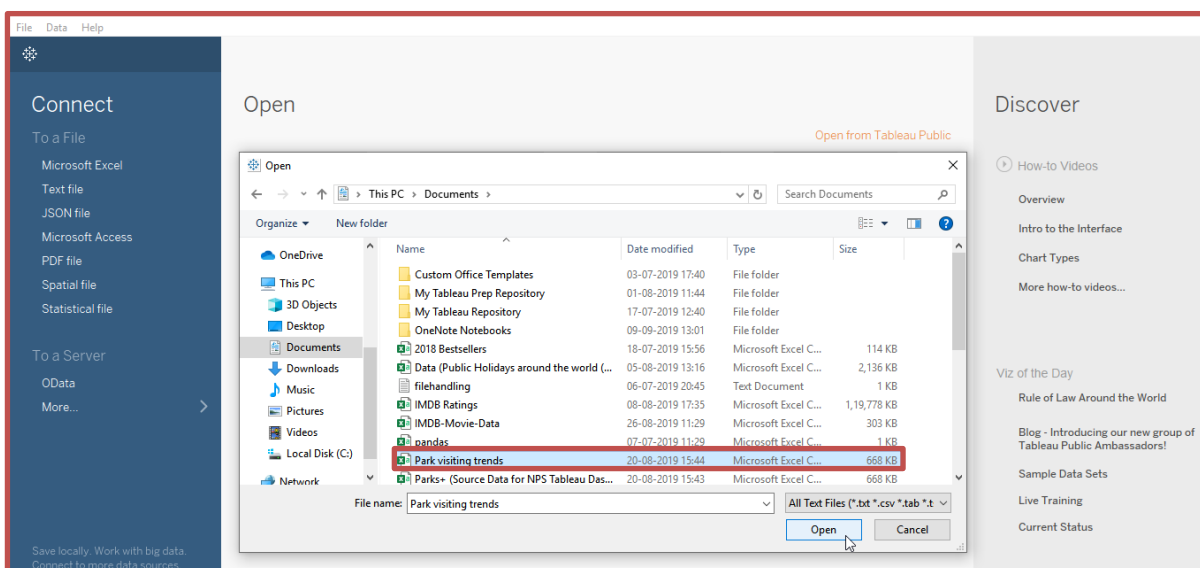 File Data Help
Connect
To a File
Microsoft Excel
Text file
JSON file
Microsoft Access
PDF file
Spatial file
Statistical file
To a Server
OData
More...
Save locally. Work with big data.
Connect to more data sources.
Open
Open from Tableau Public
Open
This PC > Documents >
Search Documents
Organize
New folder
OneDrive
This PC
3D Objects
Desktop
Documents
Downloads
Music
Pictures
Videos
Local Disk (C:)
Network
Name Date modified Type Size
Custom Office Templates 03-07-2019 17:40 File folder
My Tableau Prep Repository 01-08-2019 11:44 File folder
My Tableau Repository 17-07-2019 12:40 File folder
OneNote Notebooks 09-09-2019 13:01 File folder
2018 Bestsellers 18-07-2019 15:56 Microsoft Excel C... 114 KB
Data (Public Holidays around the world (... 05-08-2019 13:16 Microsoft Excel C... 2,136 KB
filehandling 06-07-2019 20:45 Text Document 1 KB
IMDB Ratings 08-08-2019 17:35 Microsoft Excel C... 1,19,778 KB
IMDB-Movie-Data 26-08-2019 11:29 Microsoft Excel C... 303 KB
pandas 07-07-2019 11:29 Microsoft Excel C... 1 KB
Park visiting trends 20-08-2019 15:44 Microsoft Excel C... 668 KB
Parks+ (Source Data for NPS Tableau Das... 20-08-2019 15:43 Microsoft Excel C... 668 KB
File name: Park visiting trends All Text Files (*.txt *.csv *.tab *.t
Open Cancel
Discover
How-to Videos
Overview
Intro to the Interface
Chart Types
More how-to videos...
Viz of the Day
Rule of Law Around the World
Blog - Introducing our new group of
Tableau Public Ambassadors!
Sample Data Sets
Live Training
Current Status